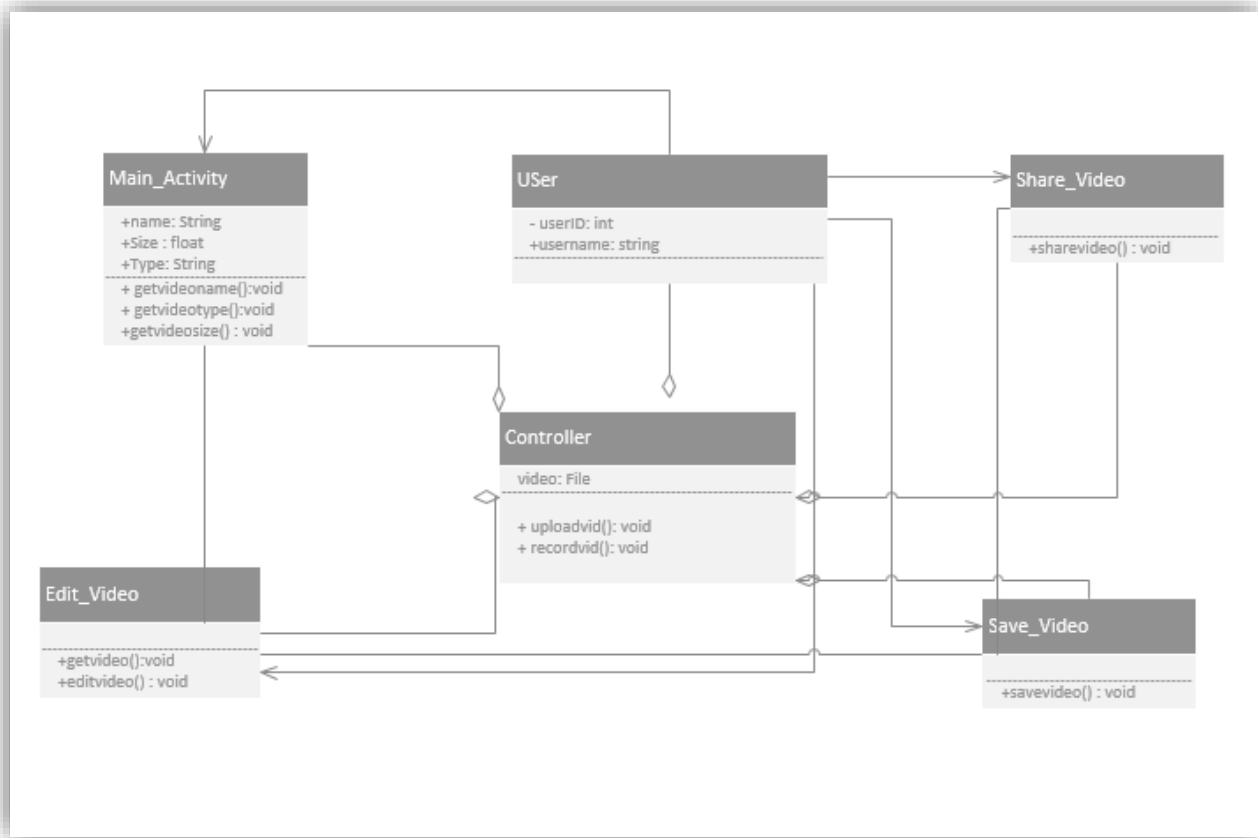 Main_Activity
+name: String
+Size : float
+Type: String
+ getvideoname():void
+ getvideotype():void
+getvideosize() : void
USer
- userID: int
+username: string
Share_Video
+sharevideo() : void
Controller
video: File
+ uploadvid(): void
+ recordvid(): void
Edit_Video
+getvideo():void
+editvideo() : void
Save_Video
+savevideo() : void